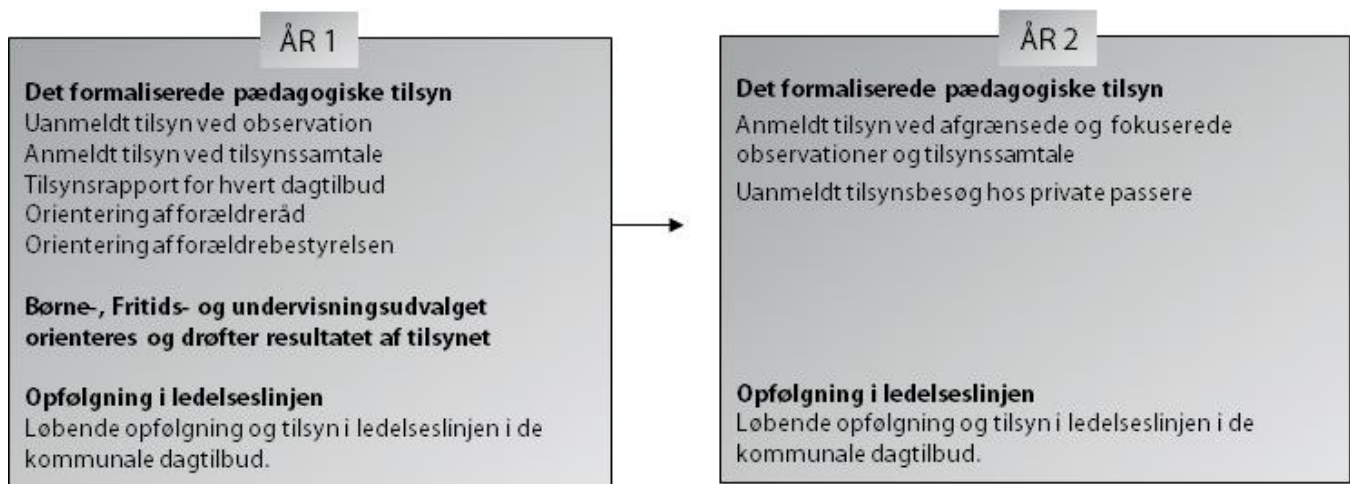 ÅR 1
Det formaliserede pædagogiske tilsyn
Uanmeldt tilsyn ved observation
Anmeldt tilsyn ved tilsynssamtale
Tilsynsrapport for hvert dagtilbud
Orientering af forældreråd
Orientering af forældrebestyrelsen
Børne-, Fritids- og undervisningsudvalget
orienteres og drøfter resultatet af tilsynet
Opfølgning i ledelseslinjen
Løbende opfølgning og tilsyn i ledelseslinjen i de
kommunale dagtilbud.
ÅR 2
Det formaliserede pædagogiske tilsyn
Anmeldt tilsyn ved afgrænsede og fokuserede
observationer og tilsynssamtale
Uanmeldt tilsynsbesøg hos private passere
Opfølgning i ledelseslinjen
Løbende opfølgning og tilsyn i ledelseslinjen i de
kommunale dagtilbud.